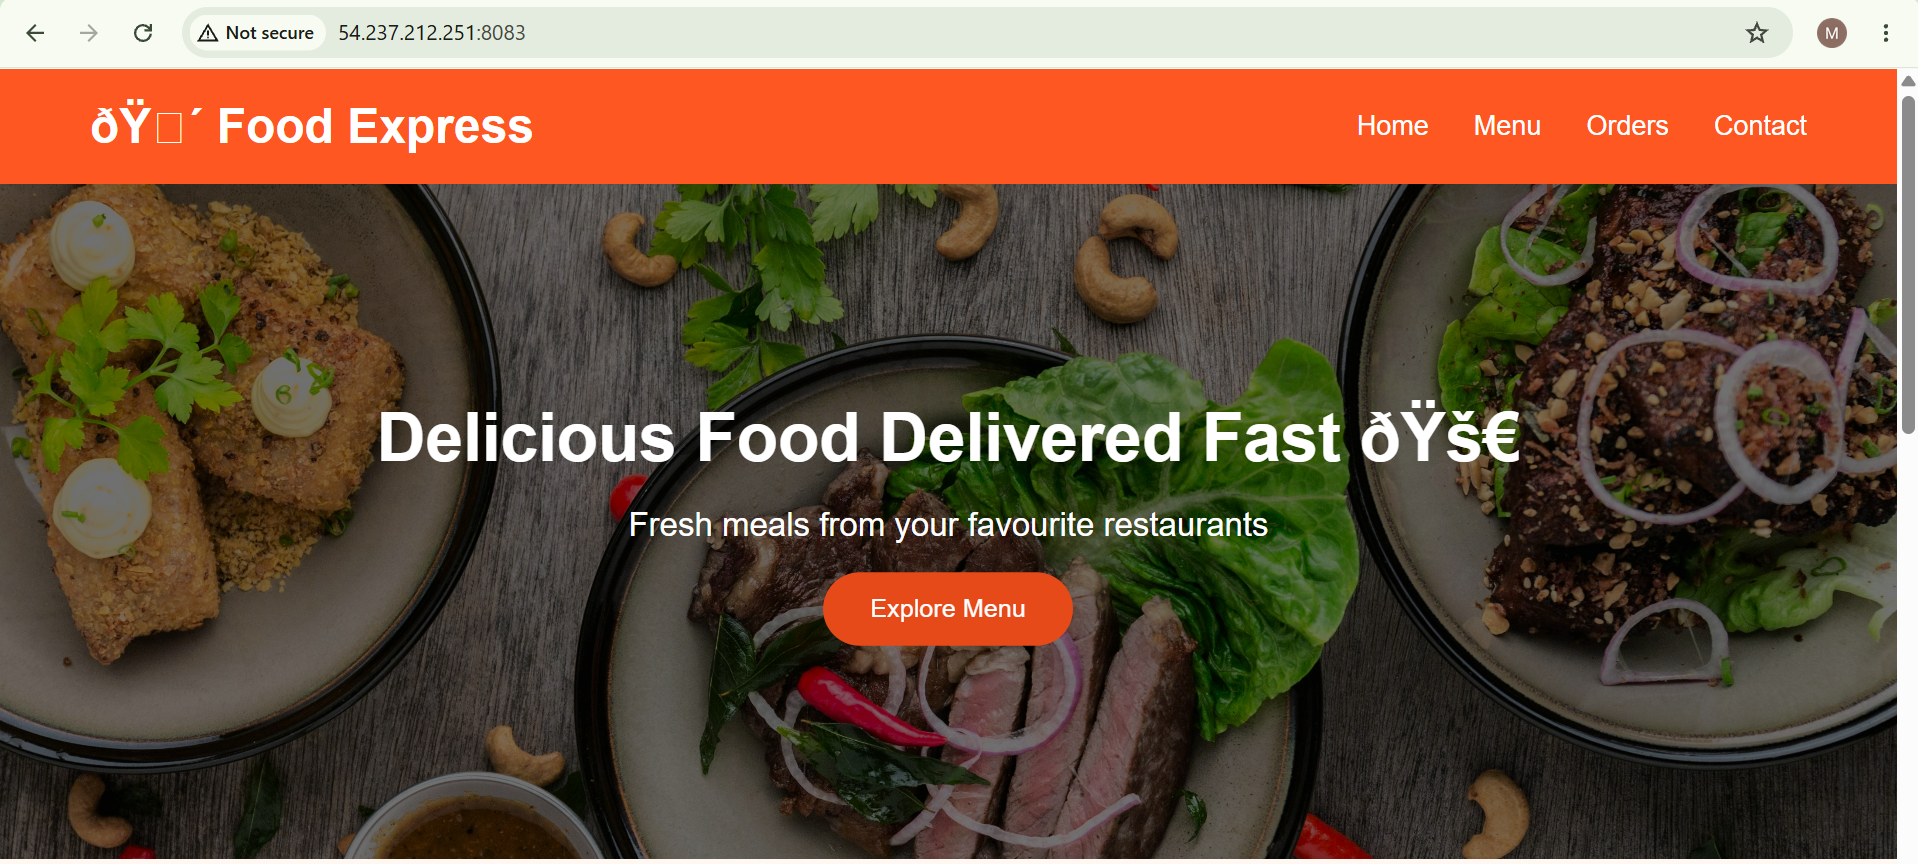 Not secure 54.237.212.251:8083 M
ðŸ□´ Food Express Home Menu Orders Contact
Delicious Food Delivered Fast ðŸš€
Fresh meals from your favourite restaurants
Explore Menu